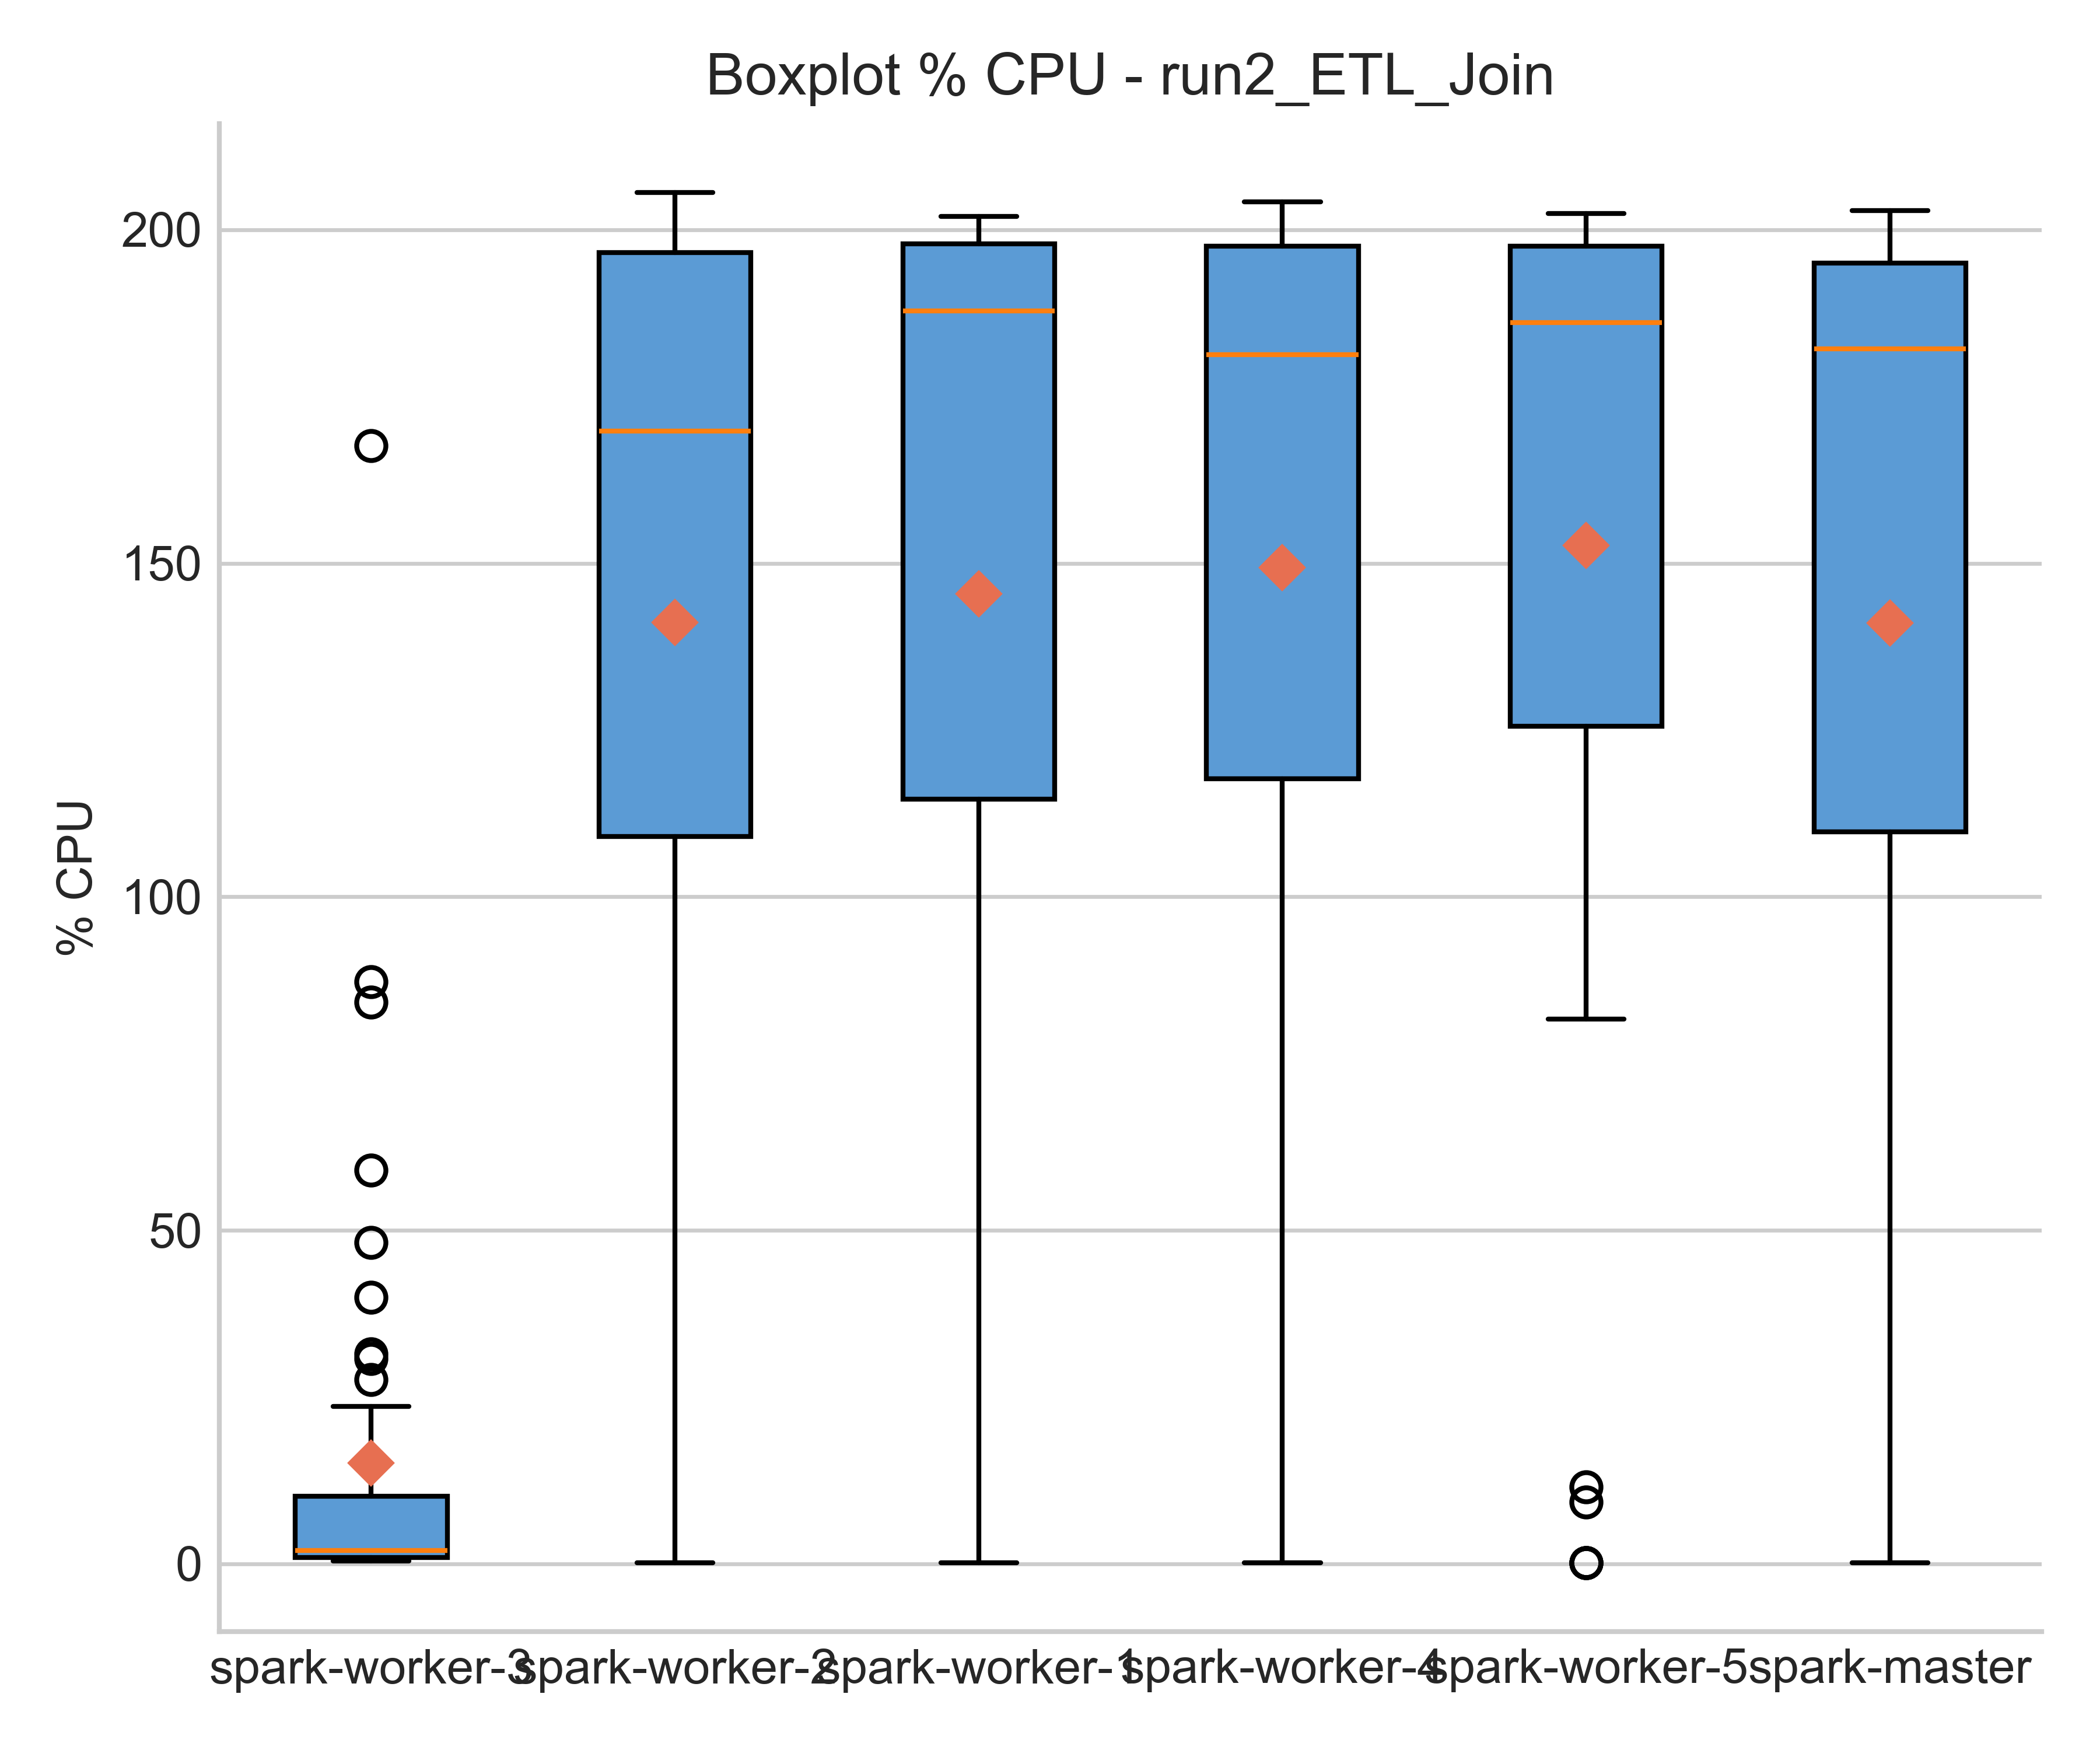 Boxplot % CPU - run2_ETL_Join
% CPU
200
150
100
50
0
spark-worker-3 spark-worker-2 spark-worker-1 spark-worker-4 spark-worker-5 spark-master